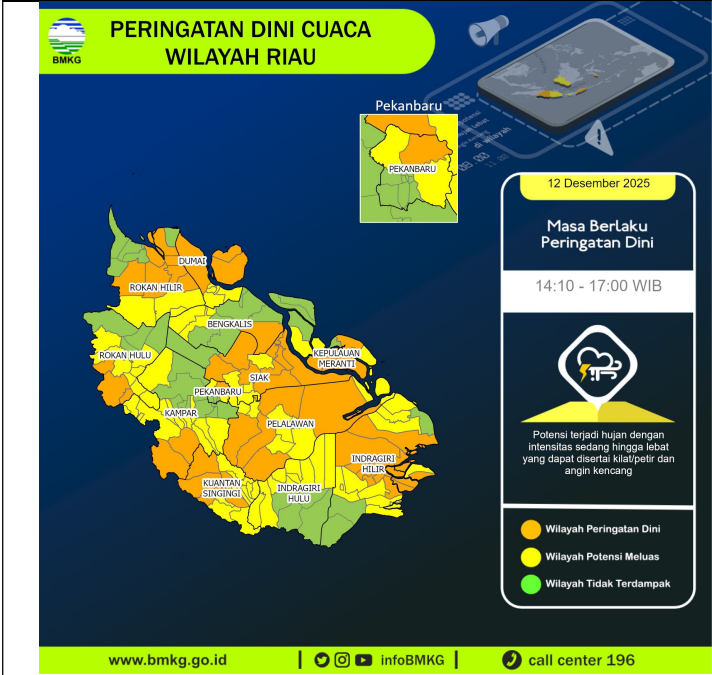 PERINGATAN DINI CUACA
WILAYAH RIAU
BMKG
Pekanbaru
PEKANBARU
12 Desember 2025
Masa Berlaku
Peringatan Dini
14:10 - 17:00 WIB
Potensi terjadi hujan dengan
intensitas sedang hingga lebat
yang dapat disertai kilat/petir dan
angin kencang
Wilayah Peringatan Dini
Wilayah Potensi Meluas
Wilayah Tidak Terdampak
DUMAI
ROKAN HILIR
BENGKALIS
ROKAN HULU
KEPULAUAN
MERANTI
SIAK
PEKANBARU
KAMPAR
PELALAWAN
INDRAGIRI
HILIR
KUANTAN
SINGINGI
INDRAGIRI
HULU
www.bmkg.go.id
infoBMKG
call center 196